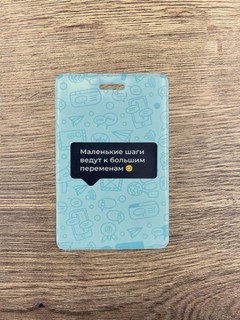 Маленькие шаги
ведут к большим
переменам 😊